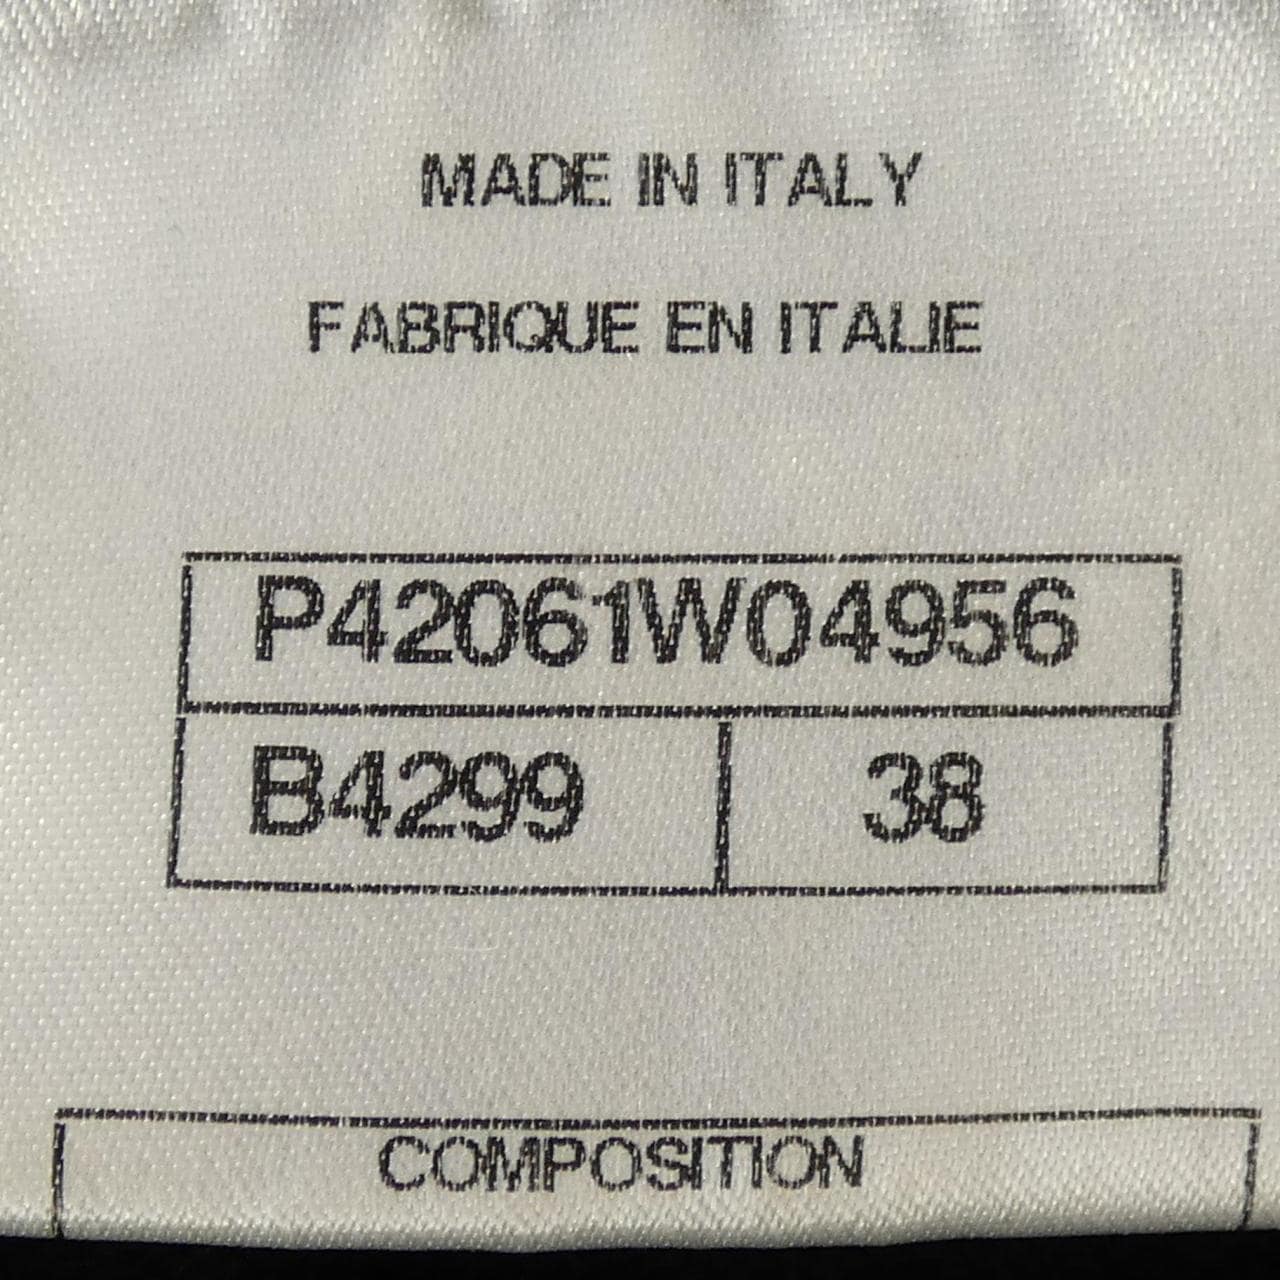 MADE IN ITALY
FABRIQUE EN ITALIE
P42061W04956
B4299 38
COMPOSITION